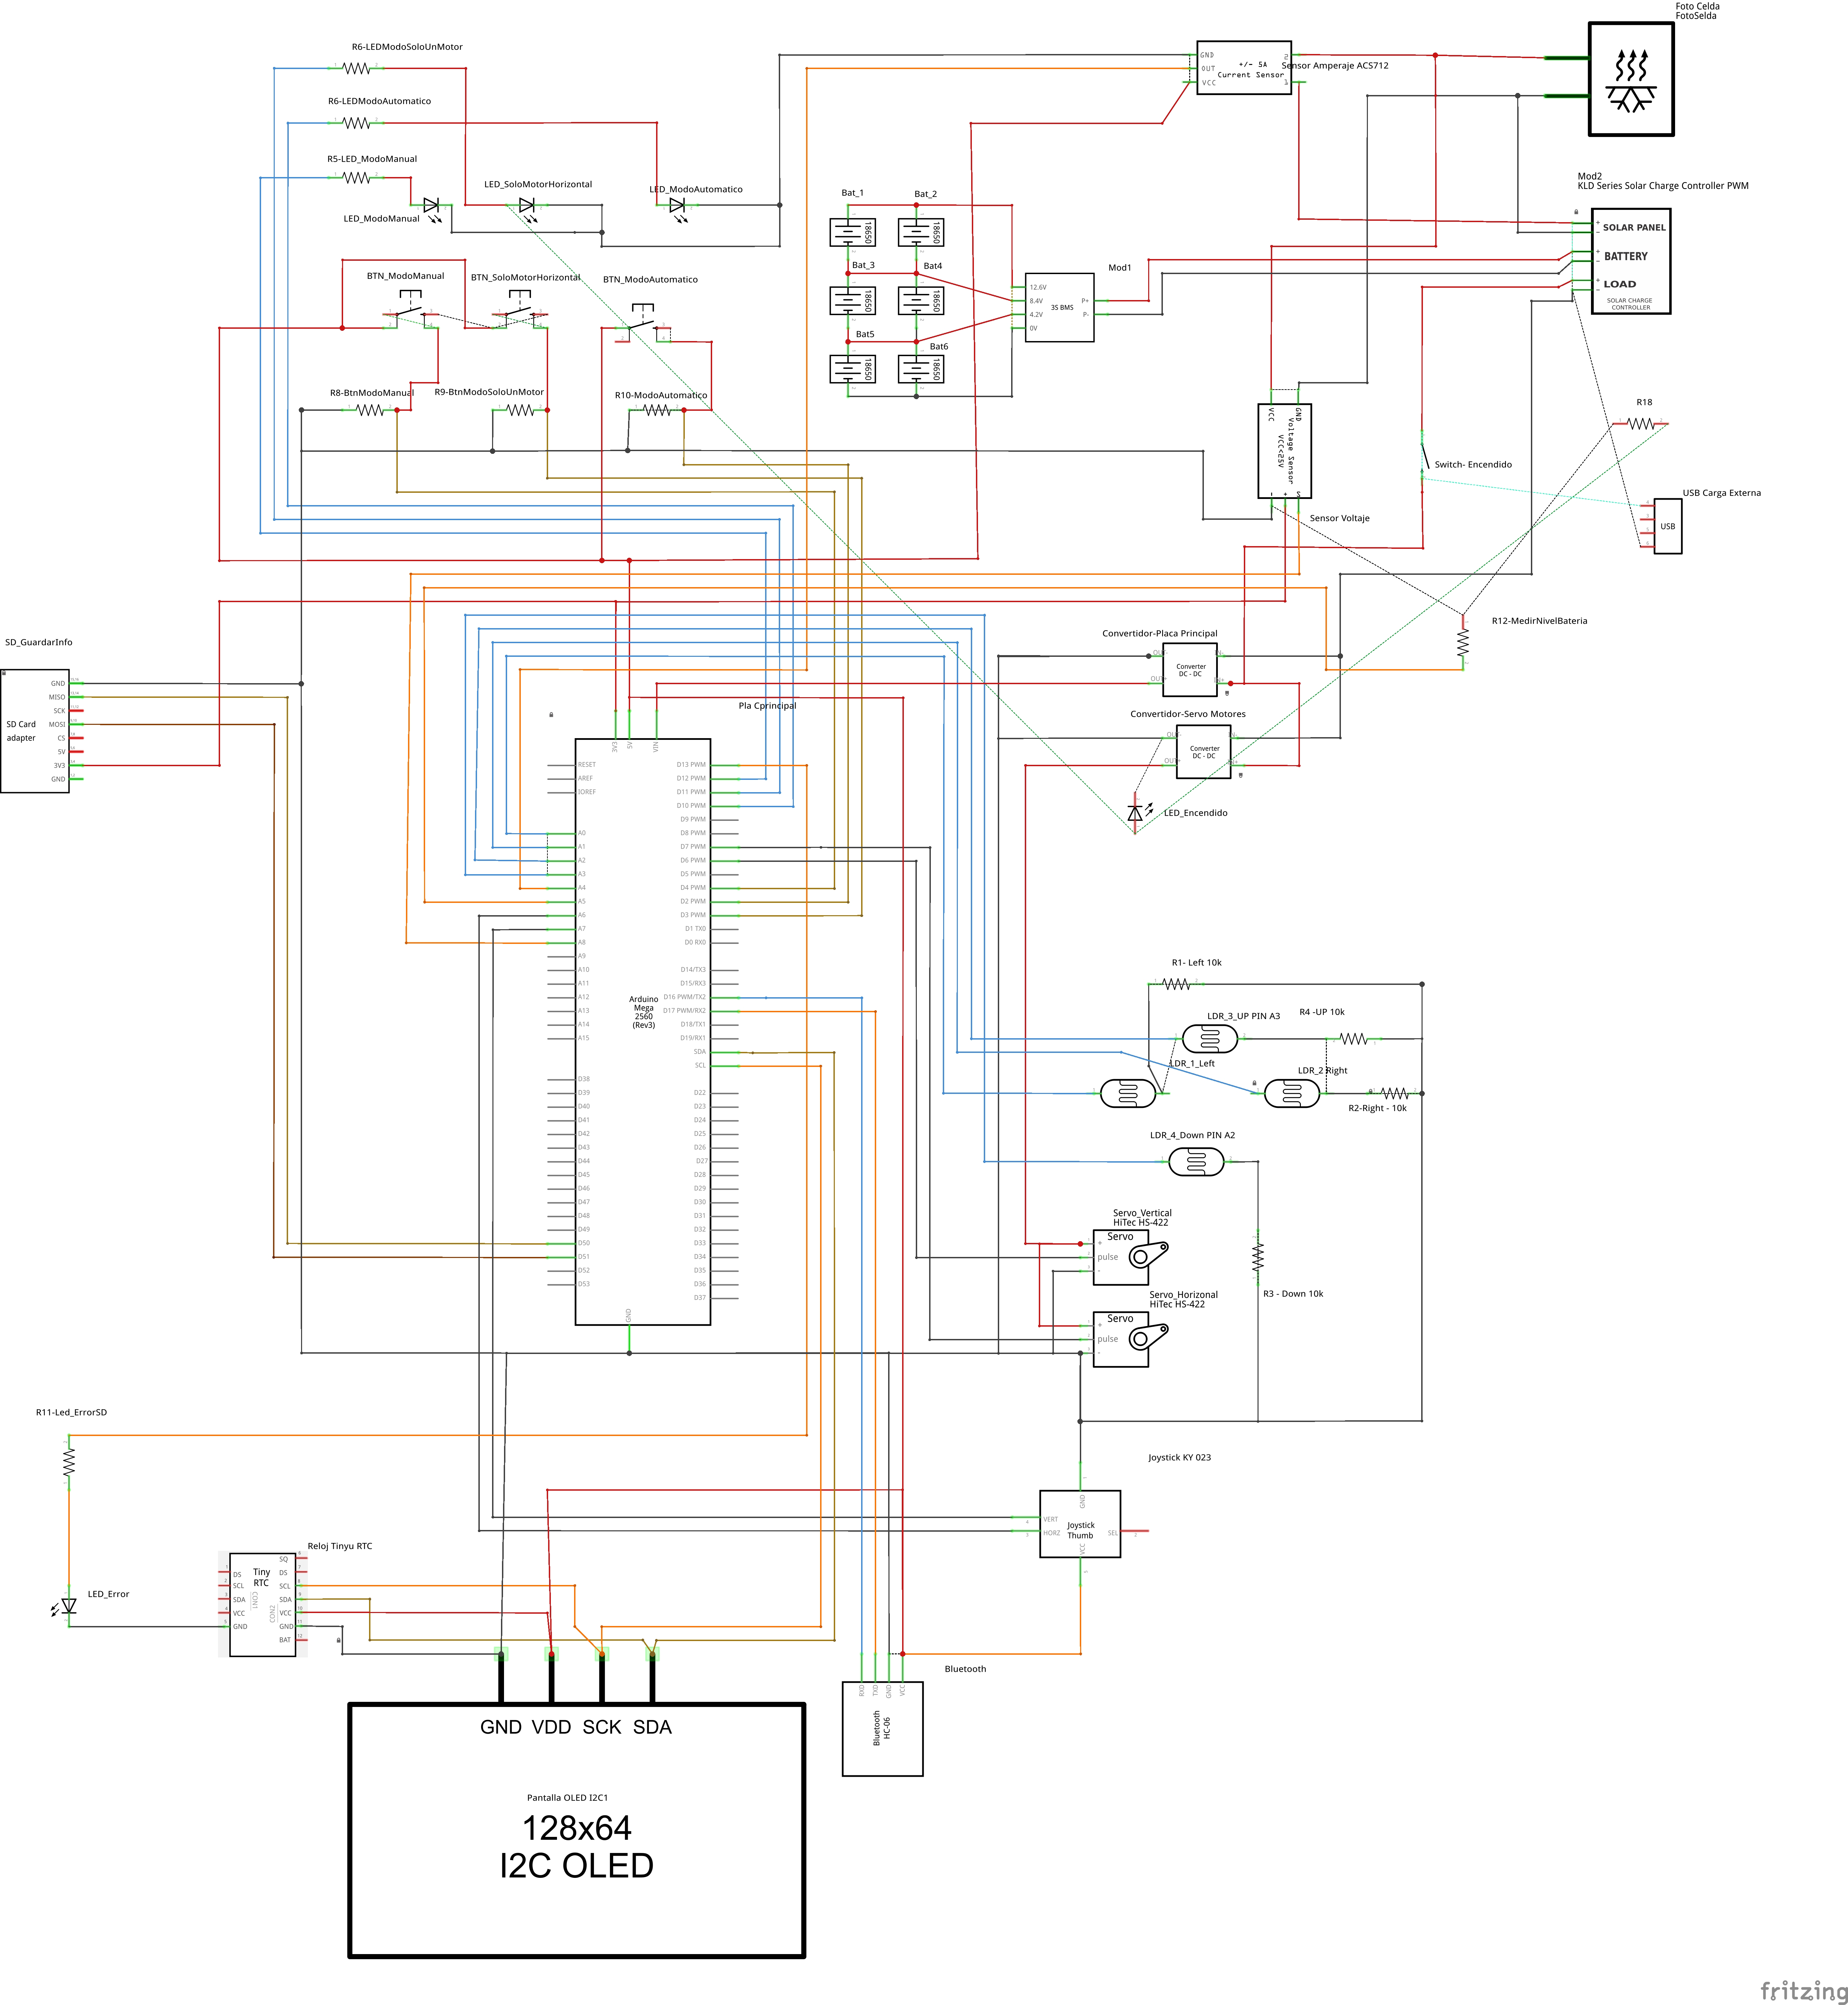 Foto Celda
FotoSelda
R6-LEDModoSoloUnMotor
GND
OUT
VCC
+/- 5A
Current Sensor
2
1
Sensor Amperaje ACS712
R6-LEDModoAutomatico
R5-LED_ModoManual
Mod2
KLD Series Solar Charge Controller PWM
LED_SoloMotorHorizontal
LED_ModoAutomatico
LED_ModoManual
Bat_1
Bat_2
18650
18650
SOLAR PANEL
BATTERY
LOAD
SOLAR CHARGE
CONTROLLER
BTN_ModoManual
BTN_SoloMotorHorizontal
BTN_ModoAutomatico
Bat_3
Bat4
18650
18650
Mod1
12.6V
8.4V
4.2V
0V
3S BMS
P+
P-
Bat5
Bat6
18650
18650
R8-BtnModoManual
R9-BtnModoSoloUnMotor
R10-ModoAutomatico
VCC
GND
Voltage Sensor
VCC<25V
- + S
R18
Switch- Encendido
USB Carga Externa
USB
Sensor Voltaje
R12-MedirNivelBateria
SD_GuardarInfo
SD Card
adapter
GND
MISO
SCK
MOSI
CS
5V
3V3
GND
Convertidor-Placa Principal
OUT-
OUT+
IN-
IN+
Converter
DC - DC
Convertidor-Servo Motores
OUT-
OUT+
IN-
IN+
Converter
DC - DC
LED_Encendido
Pla Cprincipal
3V3
5V
VIN
RESET
AREF
IOREF
A0
A1
A2
A3
A4
A5
A6
A7
A8
A9
A10
A11
A12
A13
A14
A15
D38
D39
D40
D41
D42
D43
D44
D45
D46
D47
D48
D49
D50
D51
D52
D53
Arduino
Mega
2560
(Rev3)
D13 PWM
D12 PWM
D11 PWM
D10 PWM
D9 PWM
D8 PWM
D7 PWM
D6 PWM
D5 PWM
D4 PWM
D2 PWM
D3 PWM
D1 TX0
D0 RX0
D14/TX3
D15/RX3
D16 PWM/TX2
D17 PWM/RX2
D18/TX1
D19/RX1
SDA
SCL
D22
D23
D24
D25
D26
D27
D28
D29
D30
D31
D32
D33
D34
D35
D36
D37
GND
R1- Left 10k
LDR_3_UP PIN A3
R4 -UP 10k
LDR_1_Left
LDR_2 Right
R2-Right - 10k
LDR_4_Down PIN A2
Servo_Vertical
HiTec HS-422
Servo
+
pulse
-
R3 - Down 10k
Servo_Horizonal
HiTec HS-422
Servo
+
pulse
-
R11-Led_ErrorSD
Joystick KY 023
GND
VERT
HORZ
Joystick
Thumb
SEL
VCC
LED_Error
Reloj Tinyu RTC
Tiny
RTC
DS
SCL
SDA
VCC
GND
CON1
CON2
SQ
DS
SCL
SDA
VCC
GND
BAT
Bluetooth
RXD
TXD
GND
VCC
Bluetooth
HC-06
GND VDD SCK SDA
Pantalla OLED I2C1
128x64
I2C OLED
fritzing